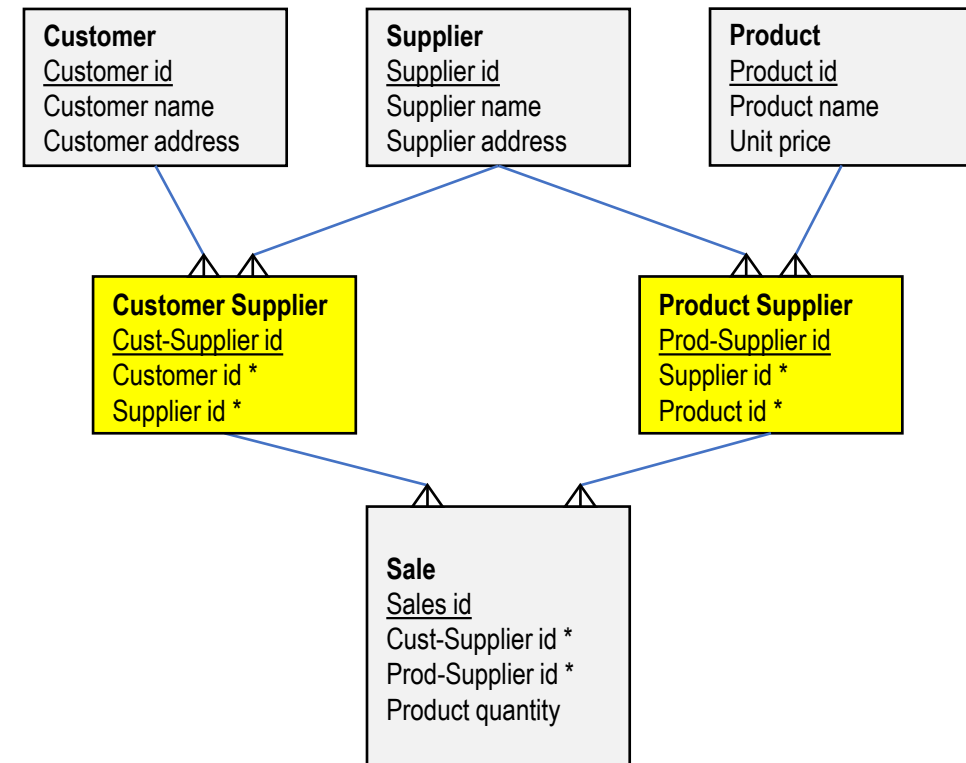 Customer
Customer id
Customer name
Customer address
Supplier
Supplier id
Supplier name
Supplier address
Product
Product id
Product name
Unit price
Customer Supplier
Cust-Supplier id
Customer id *
Supplier id *
Product Supplier
Prod-Supplier id
Supplier id *
Product id *
Sale
Sales id
Cust-Supplier id *
Prod-Supplier id *
Product quantity